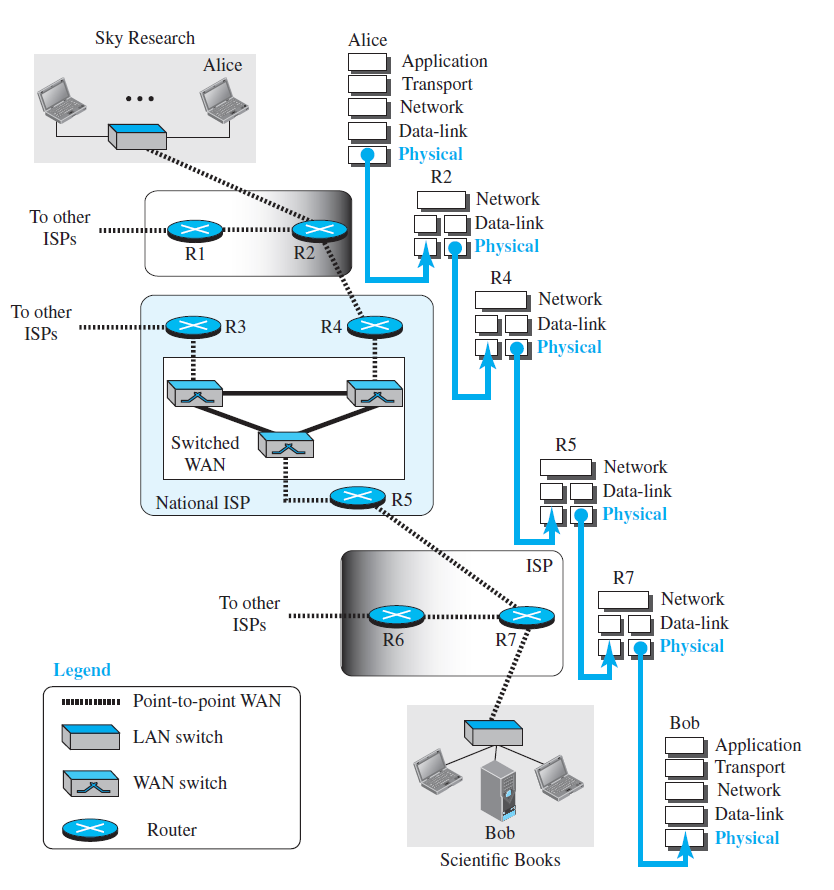 Sky Research
Alice
Alice
Application
Transport
Network
Data-link
Physical
R2
Network
Data-link
Physical
To other
ISPs
R1
R2
R4
Network
Data-link
Physical
To other
ISPs
R3
R4
Switched
WAN
National ISP
R5
R5
Network
Data-link
Physical
ISP
To other
ISPs
R6
R7
R7
Network
Data-link
Physical
Legend
Point-to-point WAN
LAN switch
WAN switch
Router
Bob
Scientific Books
Bob
Application
Transport
Network
Data-link
Physical